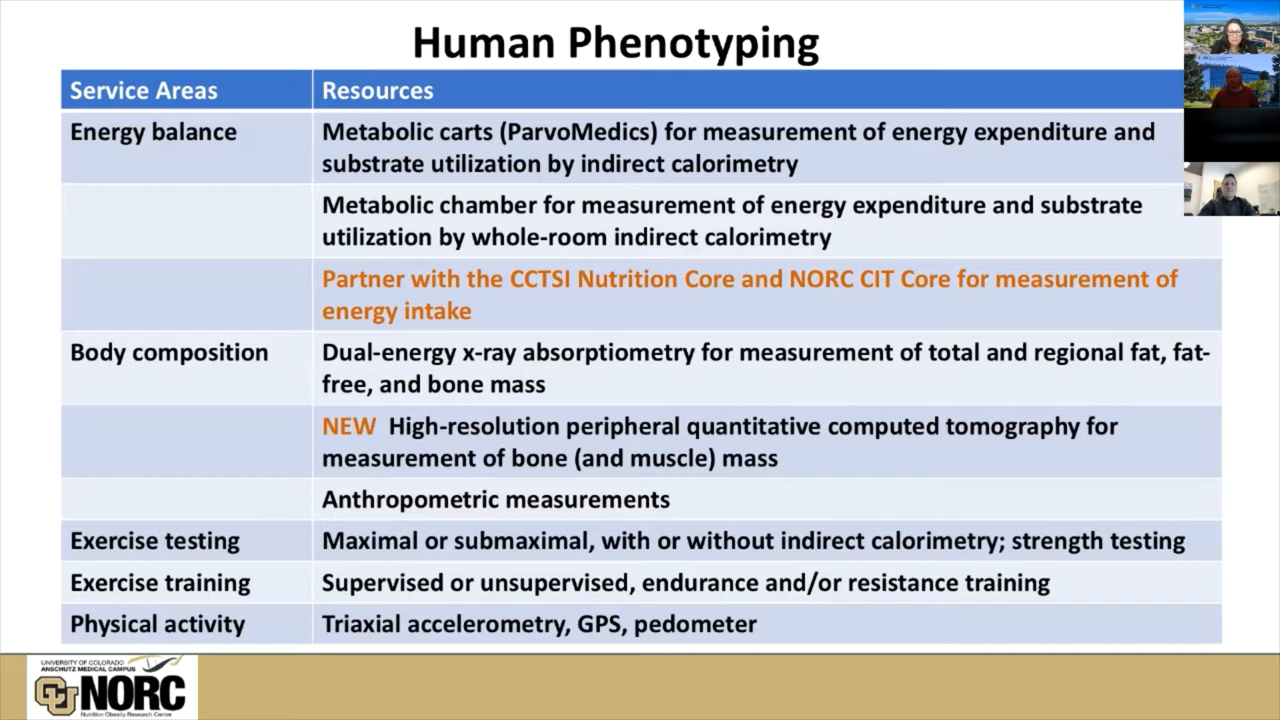 Human Phenotyping
Service Areas
Resources
Energy balance
Metabolic carts (ParvoMedics) for measurement of energy expenditure and
substrate utilization by indirect calorimetry
Metabolic chamber for measurement of energy expenditure and substrate
utilization by whole-room indirect calorimetry
Partner with the CCTSI Nutrition Core and NORC CIT Core for measurement of
energy intake
Body composition
Dual-energy x-ray absorptiometry for measurement of total and regional fat, fat-
free, and bone mass
NEW High-resolution peripheral quantitative computed tomography for
measurement of bone (and muscle) mass
Anthropometric measurements
Exercise testing
Maximal or submaximal, with or without indirect calorimetry; strength testing
Exercise training
Supervised or unsupervised, endurance and/or resistance training
Physical activity
Triaxial accelerometry, GPS, pedometer
UNIVERSITY OF COLORADO
ANSCHUTZ MEDICAL CAMPUS
CU NORC
Nutrition Obesity Research Center